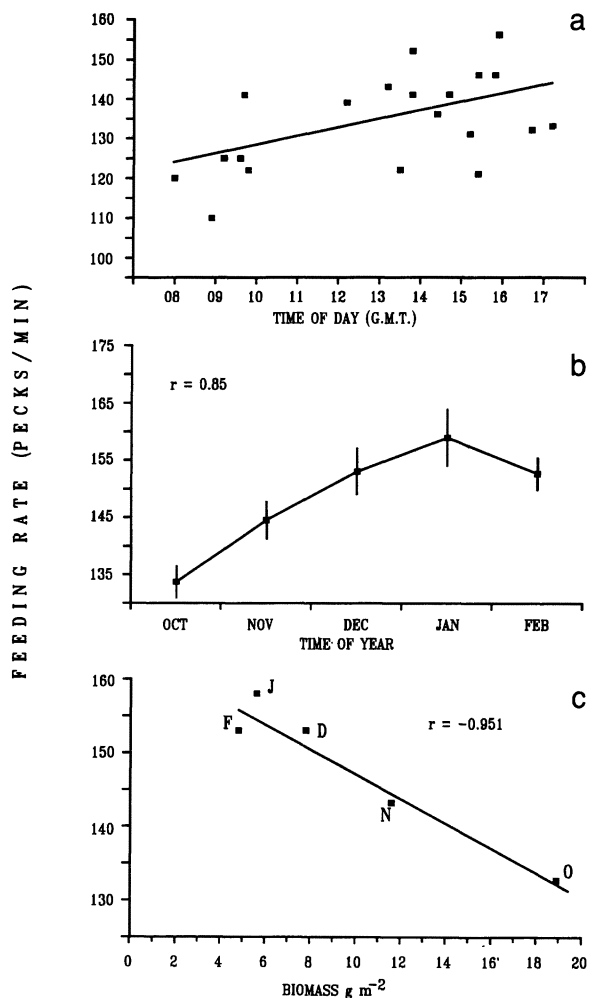 a
160
150
140
130
120
110
100
08 09 10 11 12 13 14 15 16 17
TIME OF DAY (G.M.T.)
FEEDING RATE (PECKS/MIN)
b
175
165
155
145
135
r = 0.85
OCT NOV DEC JAN FEB
TIME OF YEAR
c
160
150
140
130
J
F
D
r = -0.951
N
O
0 2 4 6 8 10 12 14 16' 18 20
BIOMASS g m⁻²